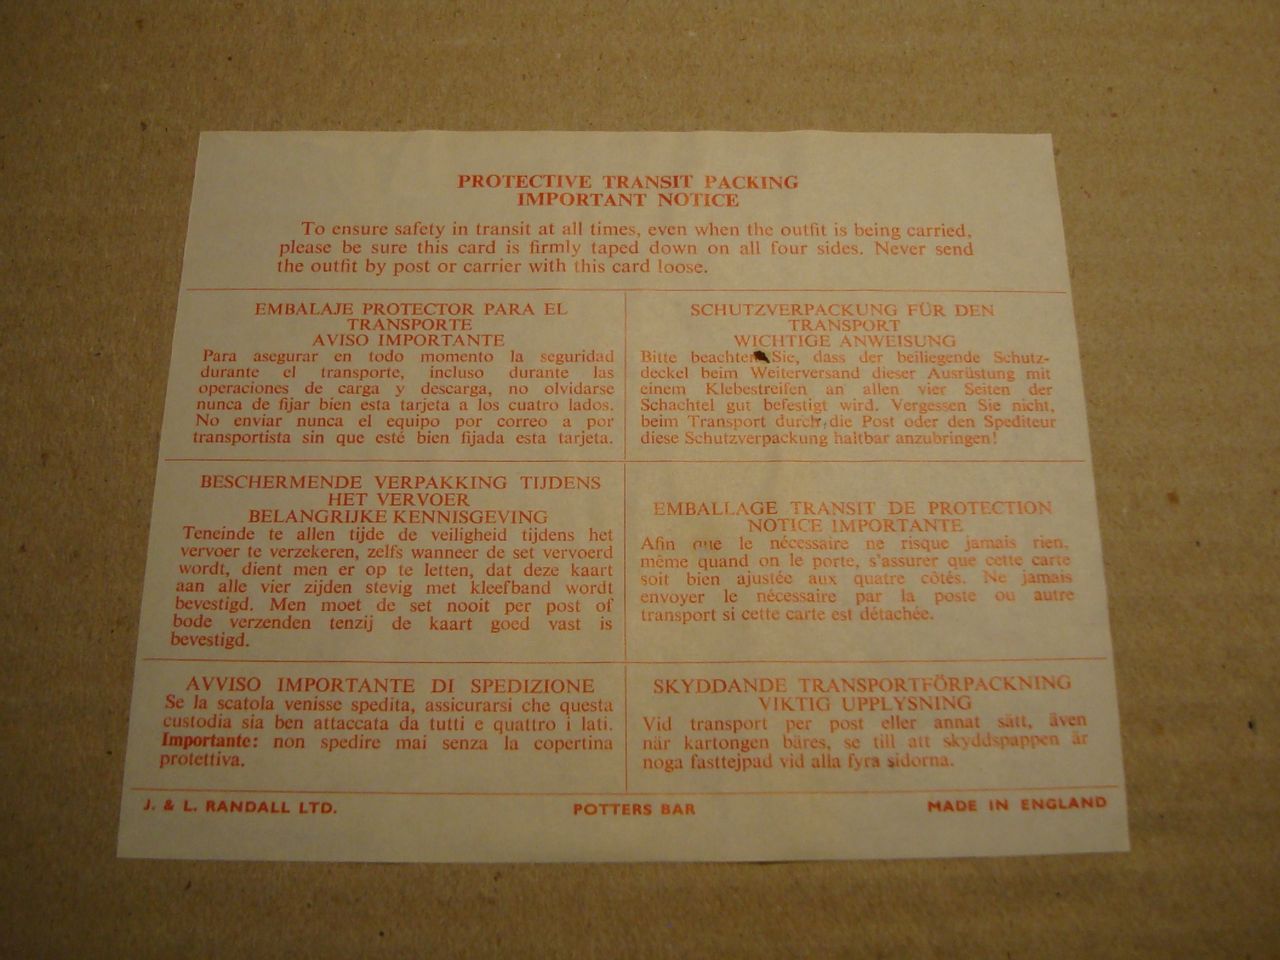 PROTECTIVE TRANSIT PACKING
IMPORTANT NOTICE
To ensure safety in transit at all times, even when the outfit is being carried,
please be sure this card is firmly taped down on all four sides. Never send
the outfit by post or carrier with this card loose.
EMBALAJE PROTECTOR PARA EL
TRANSPORTE
AVISO IMPORTANTE
Para asegurar en todo momento la seguridad
durante el transporte, incluso durante las
operaciones de carga y descarga, no olvidarse
nunca de fijar bien esta tarjeta a los cuatro lados.
No enviar nunca el equipo por correo a por
transportista sin que esté bien fijada esta tarjeta.
SCHUTZVERPACKUNG FÜR DEN
TRANSPORT
WICHTIGE ANWEISUNG
Bitte beachten Sie, dass der beiliegende Schutz-
deckel beim Weiterversand dieser Ausrüstung mit
einem Klebestreifen an allen vier Seiten der
Schachtel gut befestigt wird. Vergessen Sie nicht,
beim Transport durch die Post oder den Spediteur
diese Schutzverpackung haltbar anzubringen!
BESCHERMENDE VERPAKKING TIJDENS
HET VERVOER
BELANGRIJKE KENNISGEVING
Teneinde te allen tijde de veiligheid tijdens het
vervoer te verzekeren, zelfs wanneer de set vervoerd
wordt, dient men er op te letten, dat deze kaart
aan alle vier zijden stevig met kleefband wordt
bevestigd. Men moet de set nooit per post of
bode verzenden tenzij de kaart goed vast is
bevestigd.
EMBALLAGE TRANSIT DE PROTECTION
NOTICE IMPORTANTE
Afin que le nécessaire ne risque jamais rien,
même quand on le porte, s'assurer que cette carte
soit bien ajustée aux quatre côtés. Ne jamais
envoyer le nécessaire par la poste ou autre
transport si cette carte est détachée.
AVVISO IMPORTANTE DI SPEDIZIONE
Se la scatola venisse spedita, assicurarsi che questa
custodia sia ben attaccata da tutti e quattro i lati.
Importante: non spedire mai senza la copertina
protettiva.
SKYDDANDE TRANSPORTFÖRPACKNING
VIKTIG UPPLYSNING
Vid transport per post eller annat sätt, även
när kartongen bäres, se till att skyddspappen är
noga fasttejpad vid alla fyra sidorna.
J. & L. RANDALL LTD.
POTTERS BAR
MADE IN ENGLAND